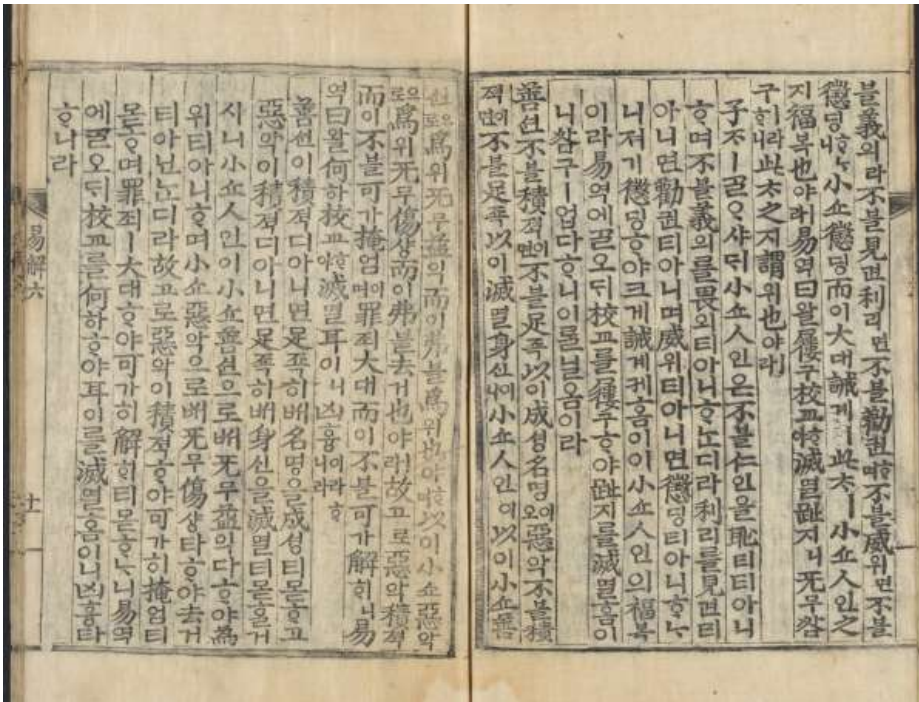 블義의라不블見견利리면不블勸권ᄒᆞ며不블威위면不블
懲딩ᄒᆞᄂᆞ니小쇼懲딩而이大대誡계ㅣ此ᄎᆞㅣ小쇼人인之
지福복也야ㅣ라易역曰왈屨구校교ᄒᆞ야滅멸趾지니无무咎
구ㅣ라ᄒᆞ니此ᄎᆞ之지謂위也야ㅣ라
子ᄌᆞㅣᄀᆞᆯᄋᆞ샤ᄃᆡ小쇼人인은不블仁인을恥티티아니
ᄒᆞ며不블義의를畏외티아니ᄒᆞᄂᆞᆫ디라利리를見견티
아니면勸권티아니며威위티아니면懲딩티아니ᄒᆞᄂᆞ
니져기懲딩ᄒᆞ야크게誡계케홈이이小쇼人인의福복
이라易역에ᄀᆞᆯ오ᄃᆡ校교를屨구ᄒᆞ야趾지를滅멸홈이
니咎구ㅣ업다ᄒᆞ니이ᄅᆞᆯ닐옴이라
善션不블積젹이면不블足죡以이成셩名명이오惡악不블積
젹이면不블足죡以이滅멸身신이니小쇼人인이以이小쇼善
션으로爲위无무益익而이弗블爲위也야ᄒᆞ며以이小쇼惡악
으로爲위无무傷샹而이弗블去거也야ㅣ라故고로惡악積젹
而이不블可가掩엄이며罪죄大대而이不블可가解ᄒᆡ니易
역曰왈何하校교ᄒᆞ야滅멸耳이니凶흉이라ᄒᆞ니라
善션이積젹디아니면足죡히ᄡᅥ名명을成셩티몯ᄒᆞ고
惡악이積젹디아니면足죡히ᄡᅥ身신을滅멸티몯ᄒᆞᆯ거
시니小쇼人인이小쇼善션으로ᄡᅥ无무益익다ᄒᆞ야爲
위티아니ᄒᆞ며小쇼惡악으로ᄡᅥ无무傷샹타ᄒᆞ야去거
티아닌ᄂᆞᆫ디라故고로惡악이積젹ᄒᆞ야可가히掩엄티
몯ᄒᆞ며罪죄ㅣ大대ᄒᆞ야可가히解ᄒᆡ티몯ᄒᆞᄂᆞ니易역
에ᄀᆞᆯ오ᄃᆡ校교를何하ᄒᆞ야耳이를滅멸홈이니凶흉타
ᄒᆞ니라
易解六